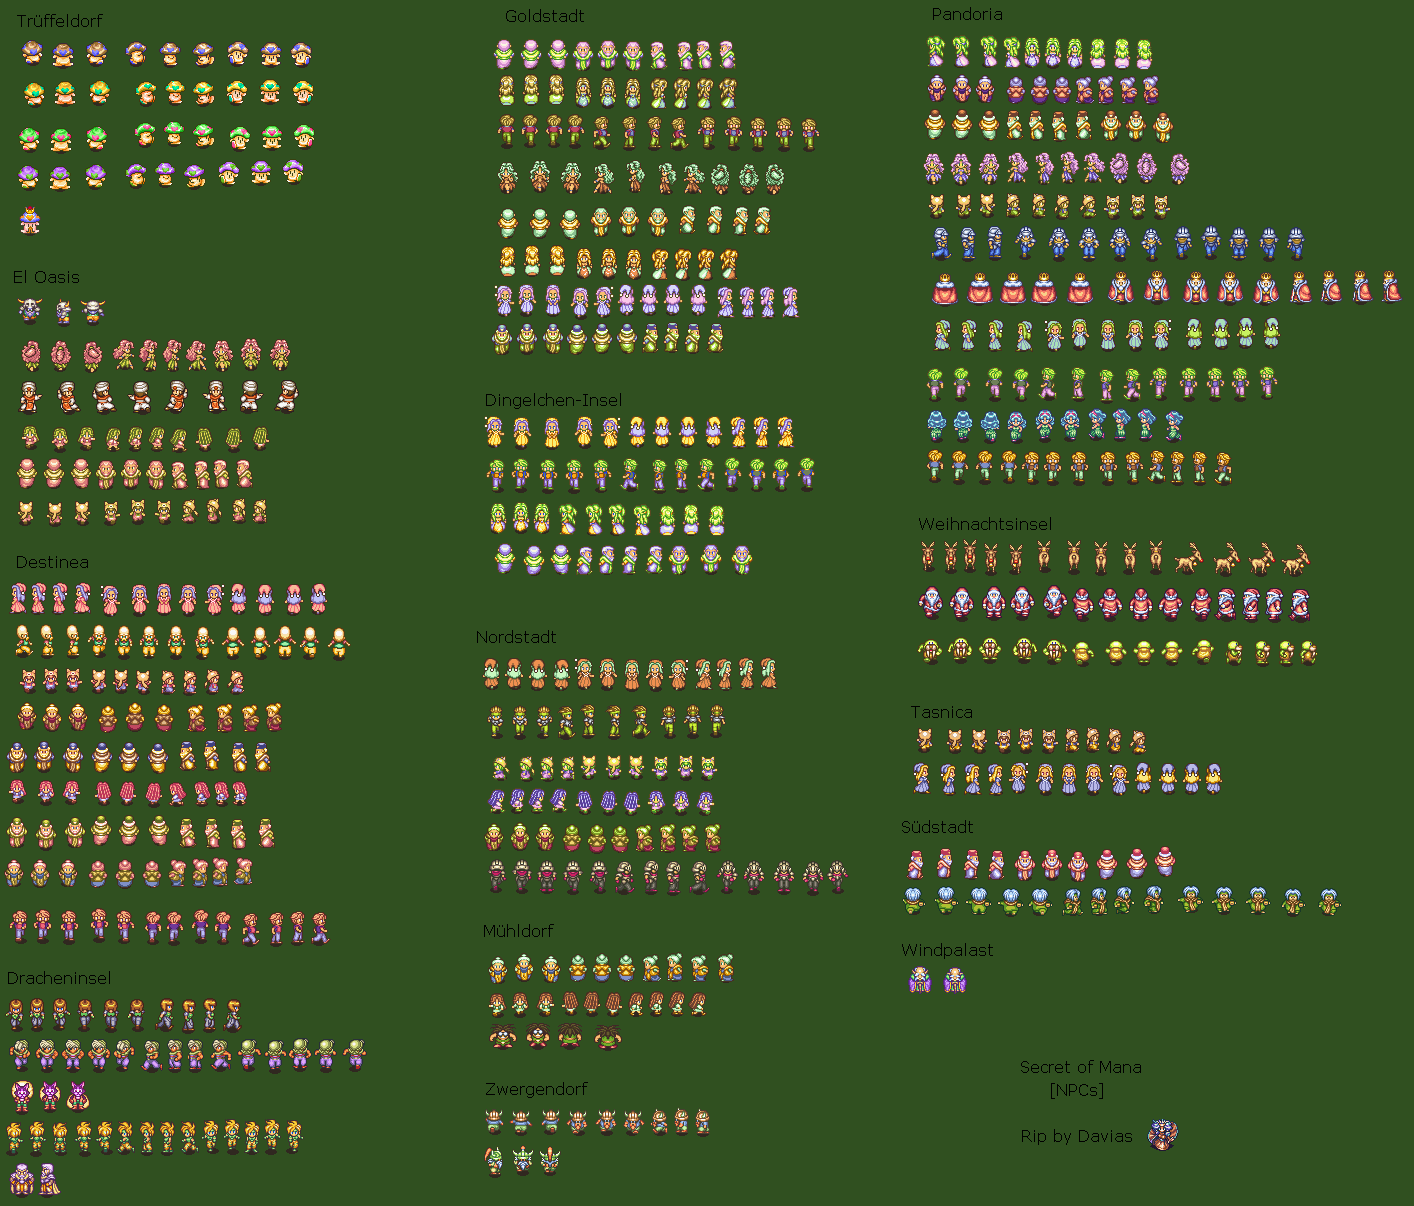 Trüffeldorf
El Oasis
Destinea
Dracheninsel
Goldstadt
Dingelchen-Insel
Nordstadt
Mühldorf
Zwergendorf
Pandoria
Weihnachtsinsel
Tasnica
Südstadt
Windpalast
Secret of Mana
[NPCs]
Rip by Davias